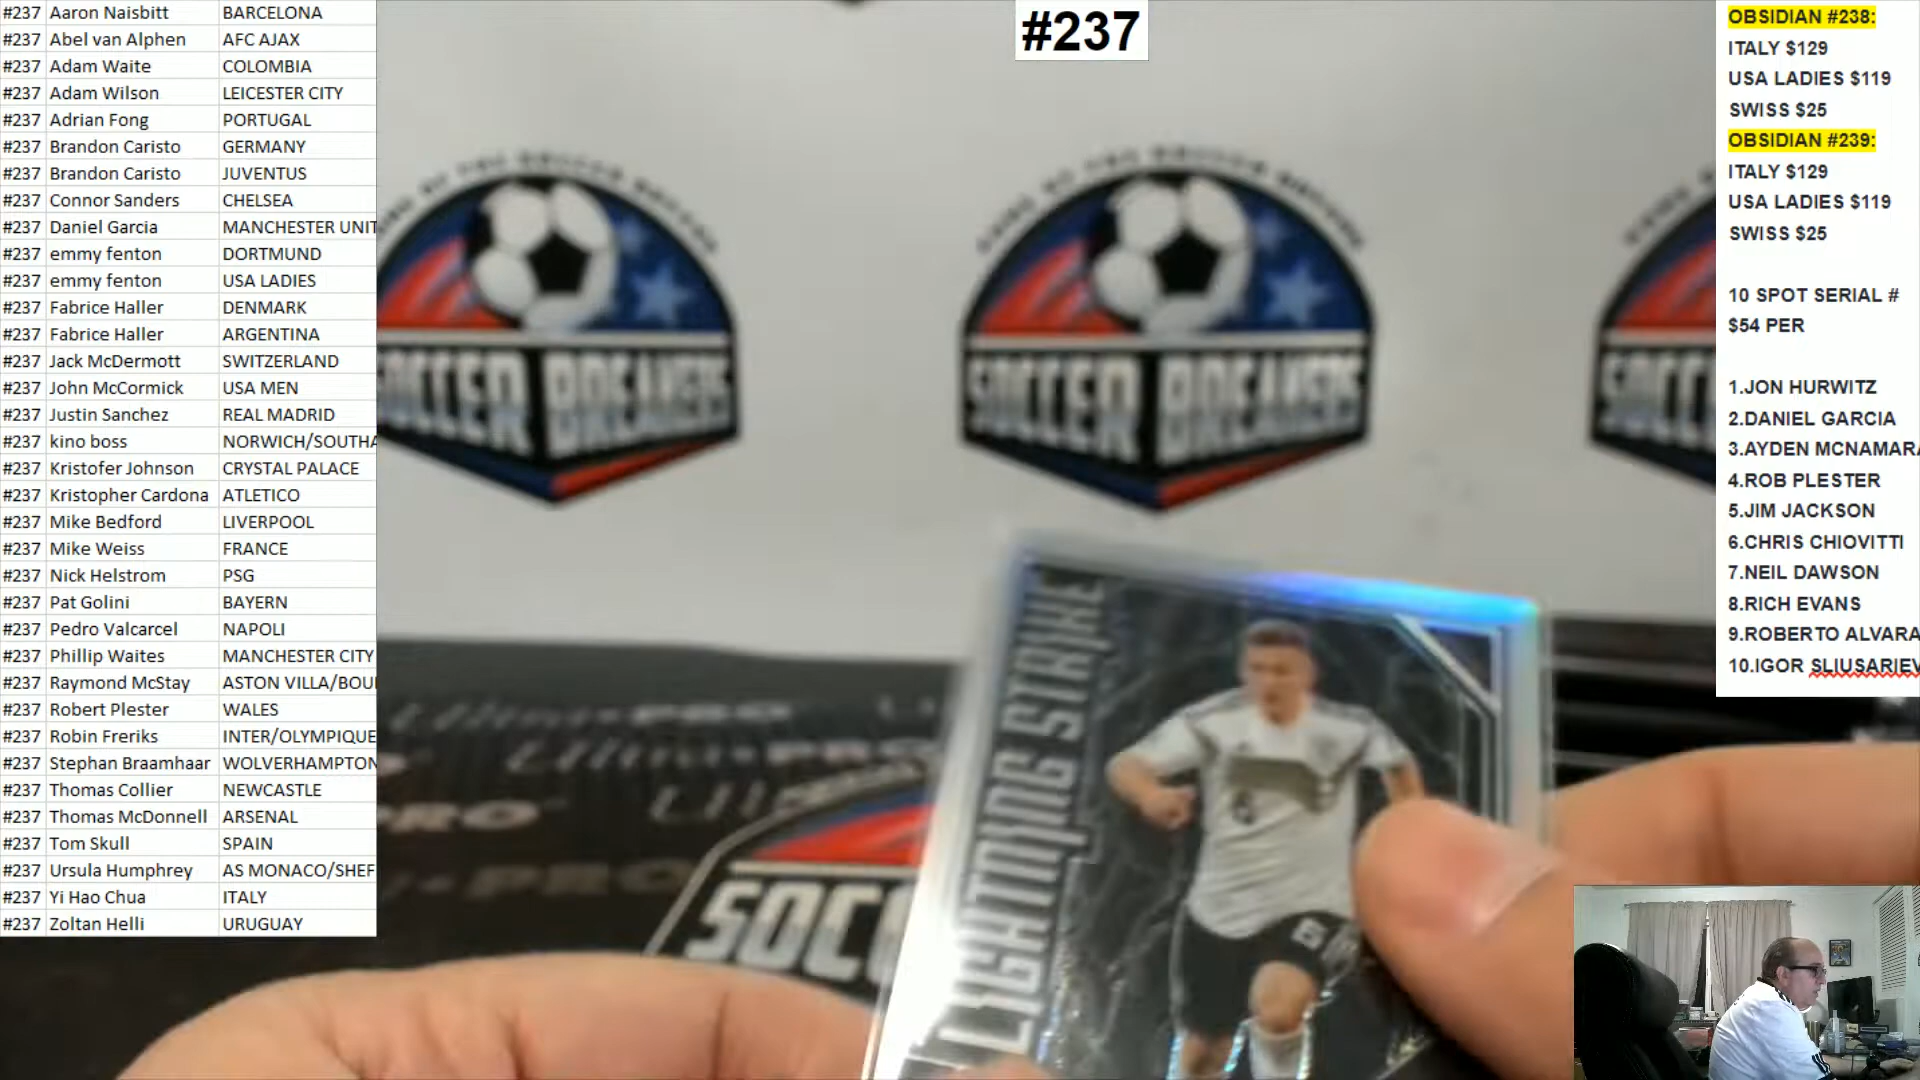 #237 Aaron Naisbitt BARCELONA
#237 Abel van Alphen AFC AJAX
#237 Adam Waite COLOMBIA
#237 Adam Wilson LEICESTER CITY
#237 Adrian Fong PORTUGAL
#237 Brandon Caristo GERMANY
#237 Brandon Caristo JUVENTUS
#237 Connor Sanders CHELSEA
#237 Daniel Garcia MANCHESTER UNIT
#237 emmy fenton DORTMUND
#237 emmy fenton USA LADIES
#237 Fabrice Haller DENMARK
#237 Fabrice Haller ARGENTINA
#237 Jack McDermott SWITZERLAND
#237 John McCormick USA MEN
#237 Justin Sanchez REAL MADRID
#237 kino boss NORWICH/SOUTHA
#237 Kristofer Johnson CRYSTAL PALACE
#237 Kristopher Cardona ATLETICO
#237 Mike Bedford LIVERPOOL
#237 Mike Weiss FRANCE
#237 Nick Helstrom PSG
#237 Pat Golini BAYERN
#237 Pedro Valcarcel NAPOLI
#237 Phillip Waites MANCHESTER CITY
#237 Raymond McStay ASTON VILLA/BOU
#237 Robert Plester WALES
#237 Robin Freriks INTER/OLYMPIQUE
#237 Stephan Braamhaar WOLVERHAMPTON
#237 Thomas Collier NEWCASTLE
#237 Thomas McDonnell ARSENAL
#237 Tom Skull SPAIN
#237 Ursula Humphrey AS MONACO/SHEF
#237 Yi Hao Chua ITALY
#237 Zoltan Helli URUGUAY
#237
SOCCER BREAKERS
SOCCER BREAKERS
SOCC
LIGHTNING STRIKE
SOCC
OBSIDIAN #238:
ITALY $129
USA LADIES $119
SWISS $25
OBSIDIAN #239:
ITALY $129
USA LADIES $119
SWISS $25
10 SPOT SERIAL #
$54 PER
1.JON HURWITZ
2.DANIEL GARCIA
3.AYDEN MCNAMARA
4.ROB PLESTER
5.JIM JACKSON
6.CHRIS CHIOVITTI
7.NEIL DAWSON
8.RICH EVANS
9.ROBERTO ALVARA
10.IGOR SLIUSARIEV